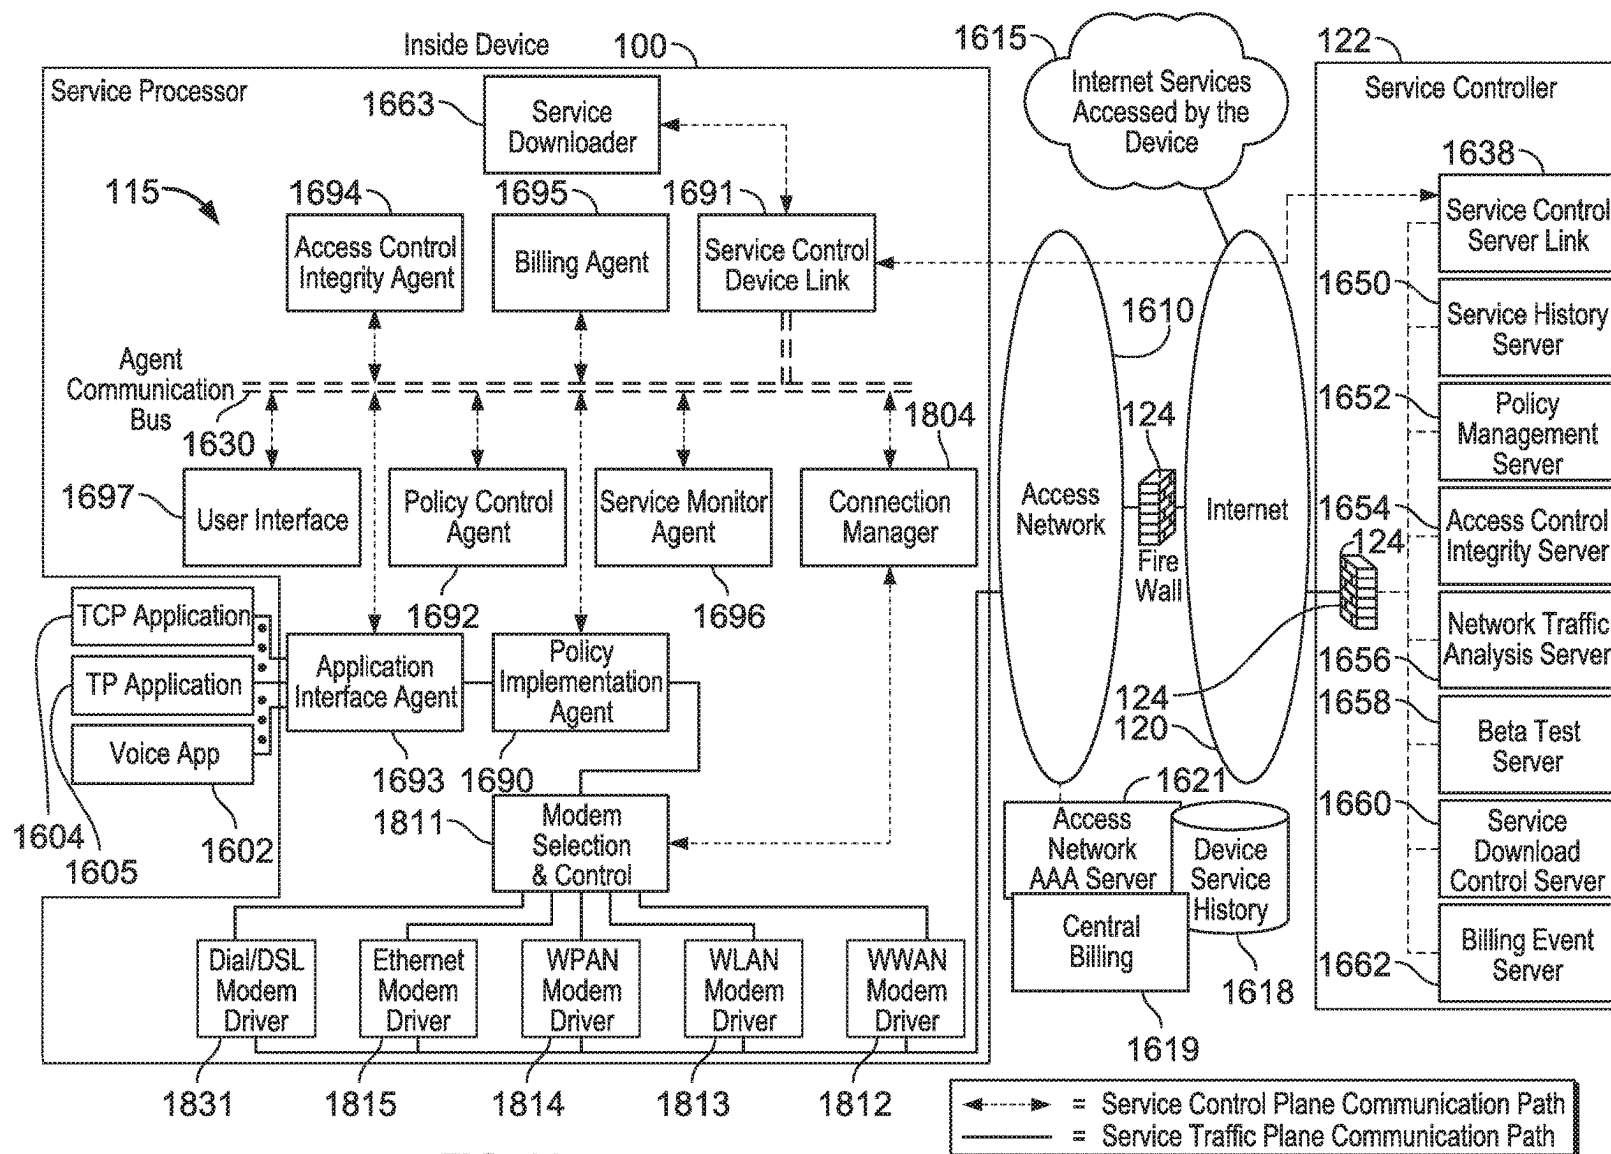 Inside Device
100
1615
122
Service Processor
1663
Service
Downloader
Internet Services
Accessed by the
Device
Service Controller
1638
115
1694
1695
1691
Access Control
Integrity Agent
Billing Agent
Service Control
Device Link
Service Control
Server Link
1650
1610
Service History
Server
Agent
Communication
Bus
1630
1804
124
1652
Policy
Management
Server
1697
User Interface
Policy Control
Agent
Service Monitor
Agent
Connection
Manager
Access
Network
Internet
Fire
Wall
1654
Access Control
Integrity Server
124
1692
1696
TCP Application
TP Application
Voice App
Application
Interface Agent
Policy
Implementation
Agent
Network Traffic
Analysis Server
1656
124
1658
120
Beta Test
Server
1693
1690
1604
1605
1602
1811
Modem
Selection
& Control
1621
Access
Network
AAA Server
Device
Service
History
1660
Service
Download
Control Server
Central
Billing
1662
Billing Event
Server
Dial/DSL
Modem
Driver
Ethernet
Modem
Driver
WPAN
Modem
Driver
WLAN
Modem
Driver
WWAN
Modem
Driver
1618
1619
1831
1815
1814
1813
1812
= Service Control Plane Communication Path
= Service Traffic Plane Communication Path